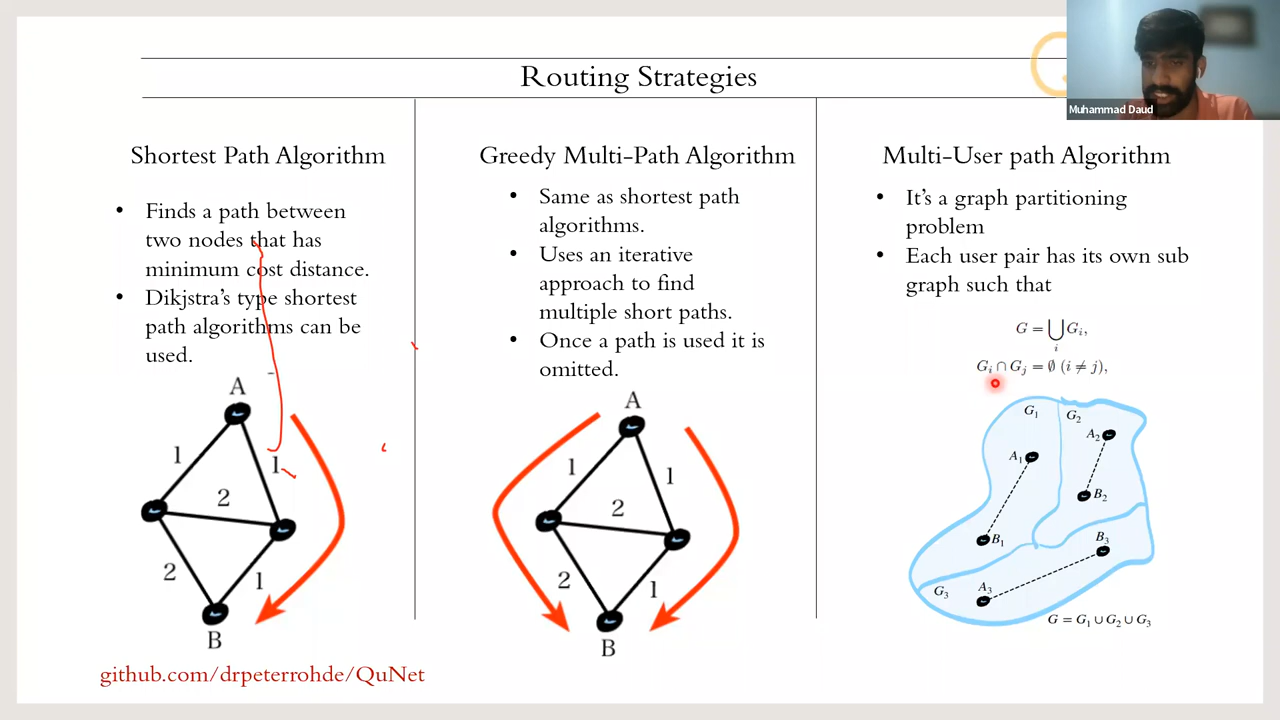 Routing Strategies
Muhammad Daud
Shortest Path Algorithm
• Finds a path between
two nodes that has
minimum cost distance.
• Dikjstra's type shortest
path algorithms can be
used.
A
1
1
2
2
1
B
github.com/drpeterrohde/QuNet
Greedy Multi-Path Algorithm
• Same as shortest path
algorithms.
• Uses an iterative
approach to find
multiple short paths.
• Once a path is used it is
omitted.
A
1
1
2
2
1
B
Multi-User path Algorithm
• It's a graph partitioning
problem
• Each user pair has its own sub
graph such that
G = ⋃ Gᵢ,
i
Gᵢ ∩ Gⱼ = ∅ (i ≠ j),
G₁ G₂
A₂
A₁
B₂
B₁ B₃
A₃
G₃
G = G₁ ∪ G₂ ∪ G₃